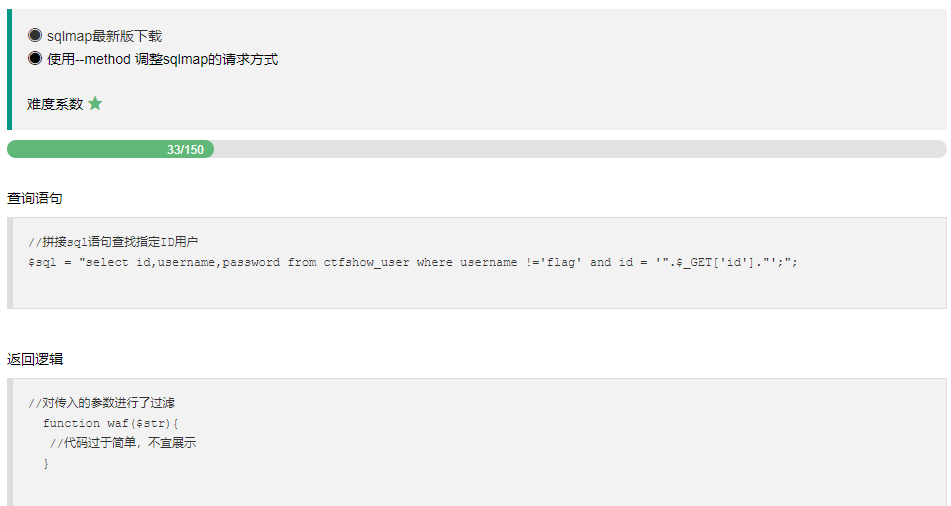 sqlmap最新版下载
使用--method 调整sqlmap的请求方式
难度系数
33/150
查询语句
//拼接sql语句查找指定ID用户
$sql = "select id,username,password from ctfshow_user where username !='flag' and id = '".$_GET['id']."';";
返回逻辑
//对传入的参数进行了过滤
function waf($str){
//代码过于简单，不宜展示
}